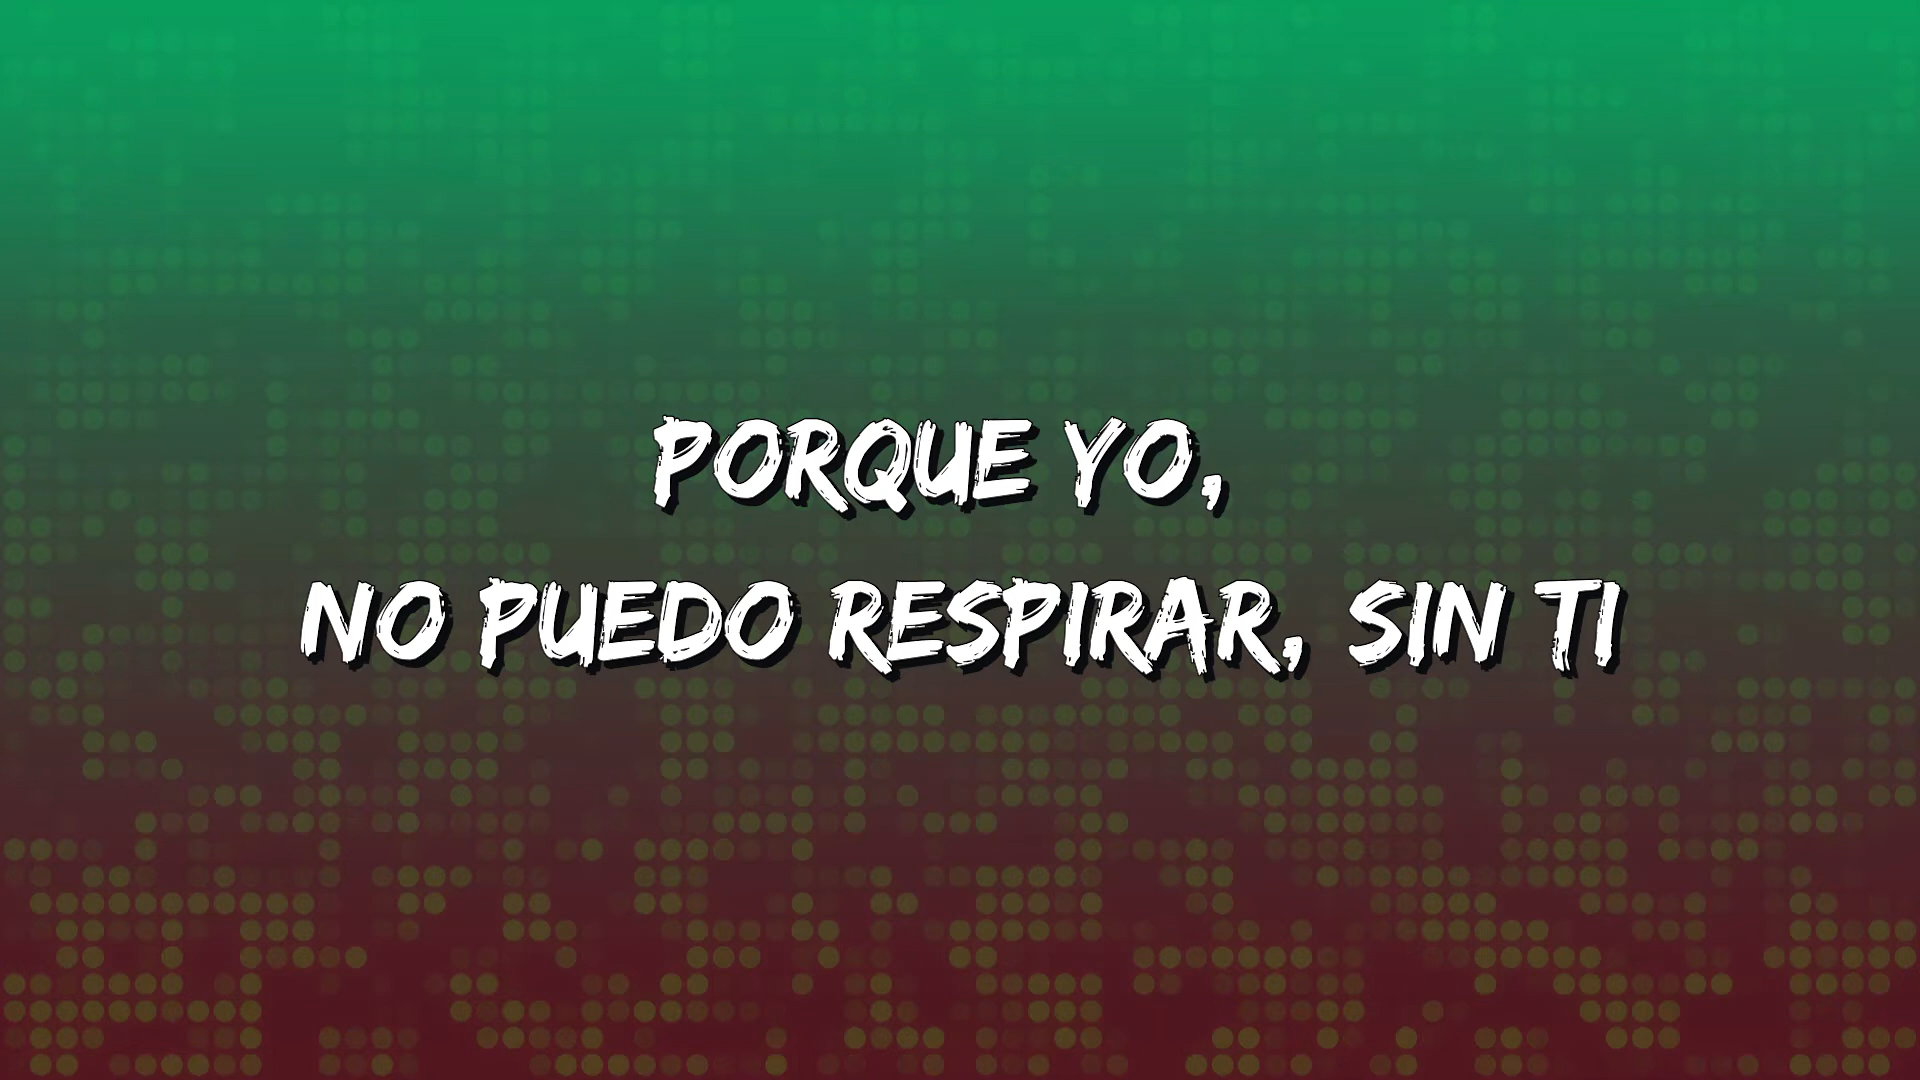 PORQUE YO,
NO PUEDO RESPIRAR, SIN TI